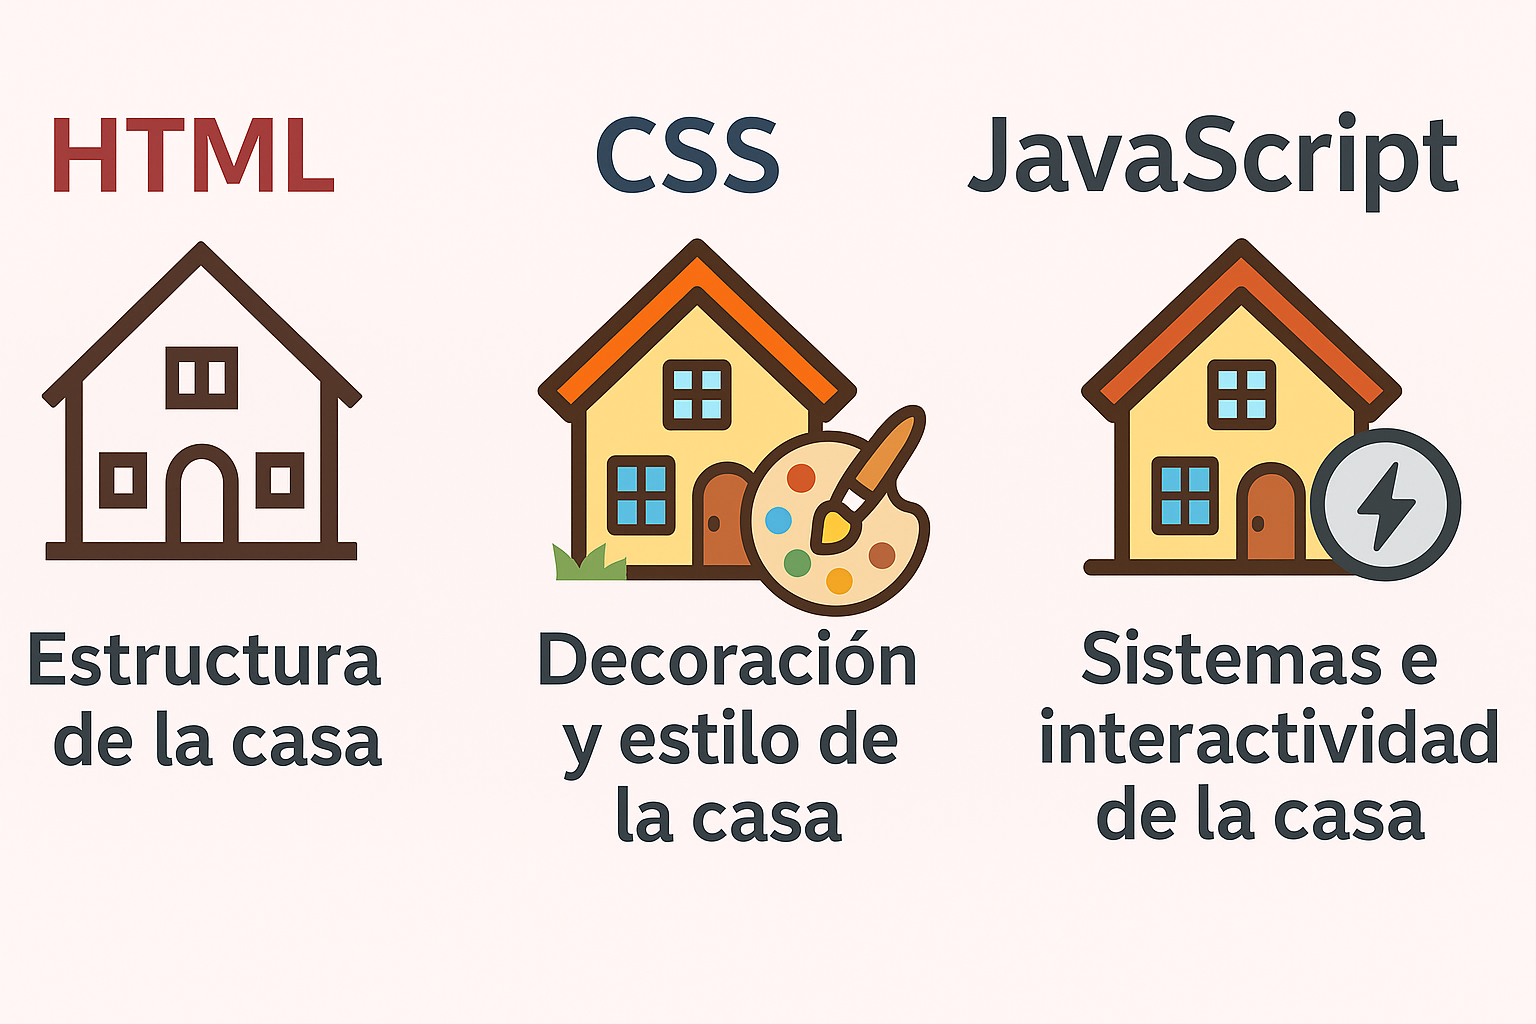 HTML
Estructura
de la casa
CSS
Decoración
y estilo de
la casa
JavaScript
Sistemas e
interactividad
de la casa